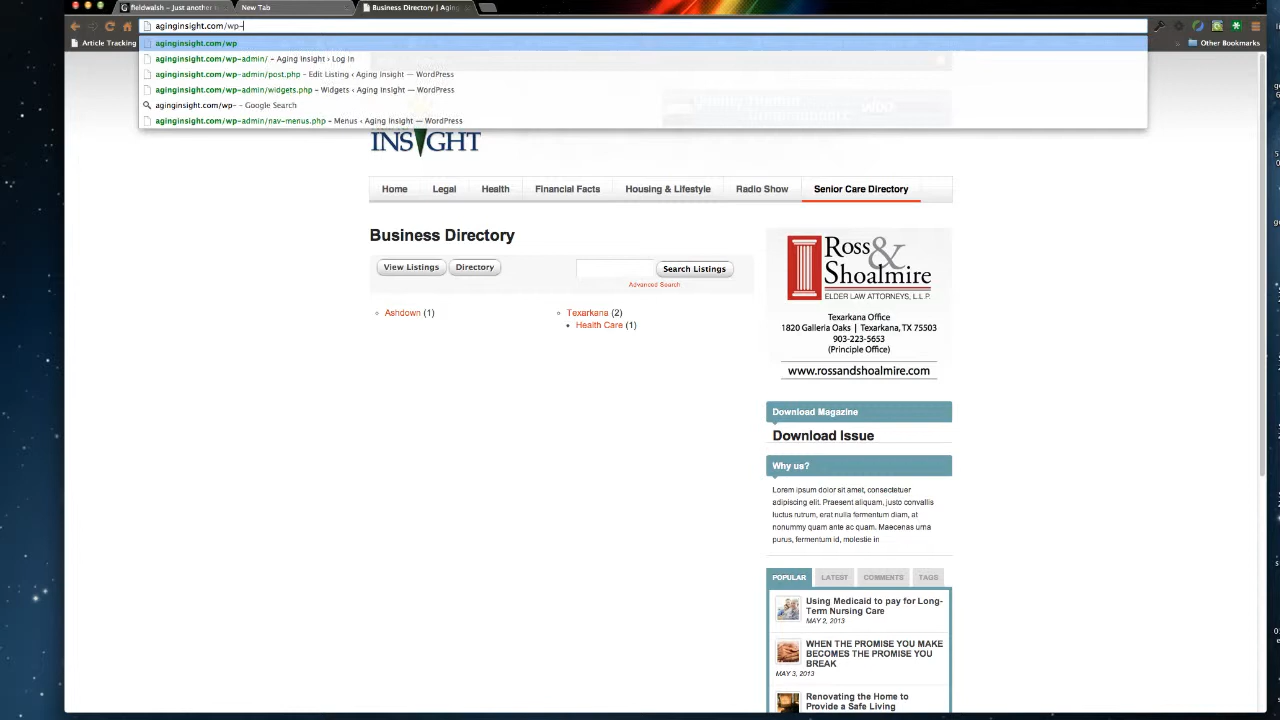 fieldwalsh – Just another
New Tab
Business Directory | Aging
aginginsight.com/wp-
Article Tracking
Other Bookmarks
aginginsight.com/wp
aginginsight.com/wp-admin/ – Aging Insight › Log In
aginginsight.com/wp-admin/post.php – Edit Listing ‹ Aging Insight — WordPress
aginginsight.com/wp-admin/widgets.php – Widgets ‹ Aging Insight — WordPress
aginginsight.com/wp- – Google Search
aginginsight.com/wp-admin/nav-menus.php – Menus ‹ Aging Insight — WordPress
INSIGHT
Home Legal Health Financial Facts Housing & Lifestyle Radio Show Senior Care Directory
Business Directory
View Listings Directory Search Listings
Advanced Search
Ashdown (1)
Texarkana (2)
Health Care (1)
Ross &
Shoalmire
ELDER LAW ATTORNEYS, L.L.P.
Texarkana Office
1820 Galleria Oaks | Texarkana, TX 75503
903-223-5653
(Principle Office)
www.rossandshoalmire.com
Download Magazine
Download Issue
Why us?
Lorem ipsum dolor sit amet, consectetuer
adipiscing elit. Praesent aliquam, justo convallis
luctus rutrum, erat nulla fermentum diam, at
nonummy quam ante ac quam. Maecenas urna
purus, fermentum id, molestie in
POPULAR LATEST COMMENTS TAGS
Using Medicaid to pay for Long-
Term Nursing Care
MAY 2, 2013
WHEN THE PROMISE YOU MAKE
BECOMES THE PROMISE YOU
BREAK
MAY 3, 2013
Renovating the Home to
Provide a Safe Living